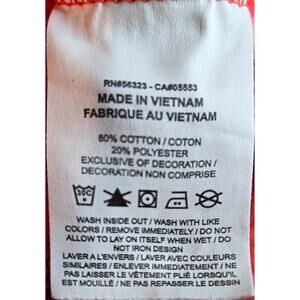 RN#56323 - CA#05553
MADE IN VIETNAM
FABRIQUE AU VIETNAM
80% COTTON / COTON
20% POLYESTER
EXCLUSIVE OF DECORATION /
DECORATION NON COMPRISE
WASH INSIDE OUT / WASH WITH LIKE
COLORS / REMOVE IMMEDIATELY / DO NOT
ALLOW TO LAY ON ITSELF WHEN WET / DO
NOT IRON DESIGN
LAVER A L'ENVERS / LAVER AVEC COULEURS
SIMILAIRES / ENLEVER IMMEDIATEMENT / NE
PAS LAISSER LE VÊTEMENT PLIÉ LORSQU'IL
EST MOUILLÉ / NE PAS REPASSER LE DESSIN